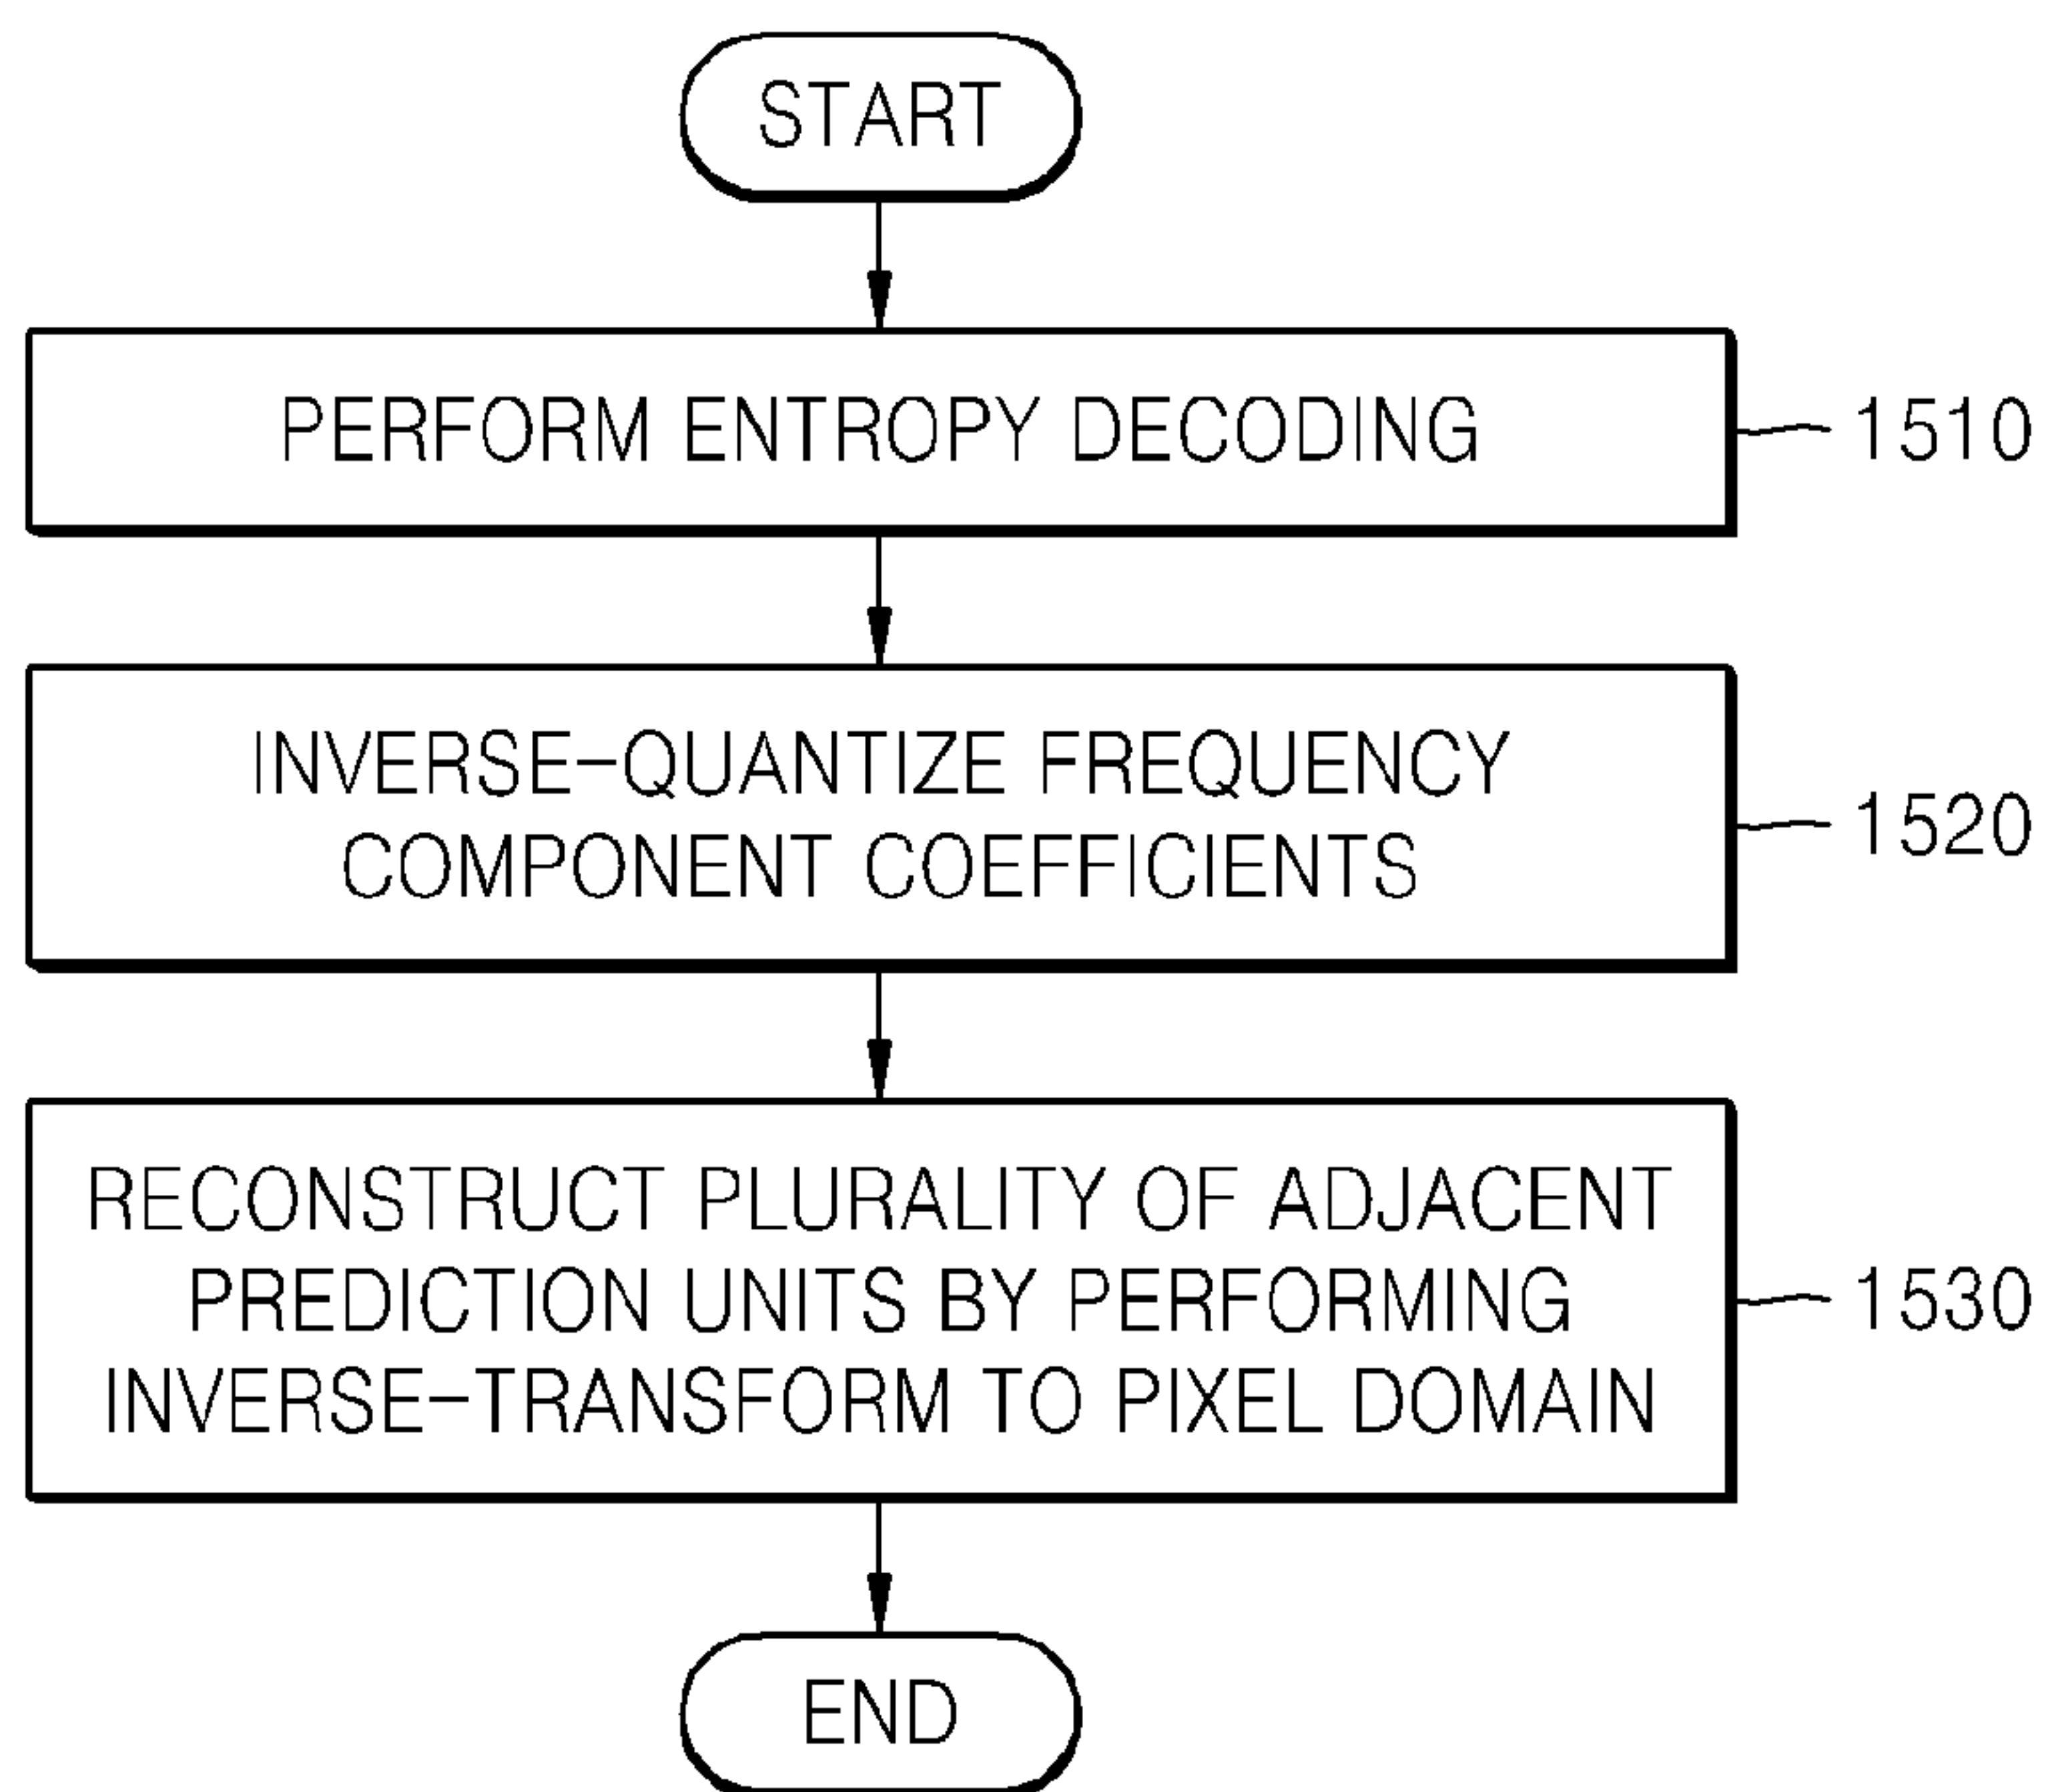 START
PERFORM ENTROPY DECODING
1510
INVERSE-QUANTIZE FREQUENCY
COMPONENT COEFFICIENTS
1520
RECONSTRUCT PLURALITY OF ADJACENT
PREDICTION UNITS BY PERFORMING
INVERSE-TRANSFORM TO PIXEL DOMAIN
1530
END